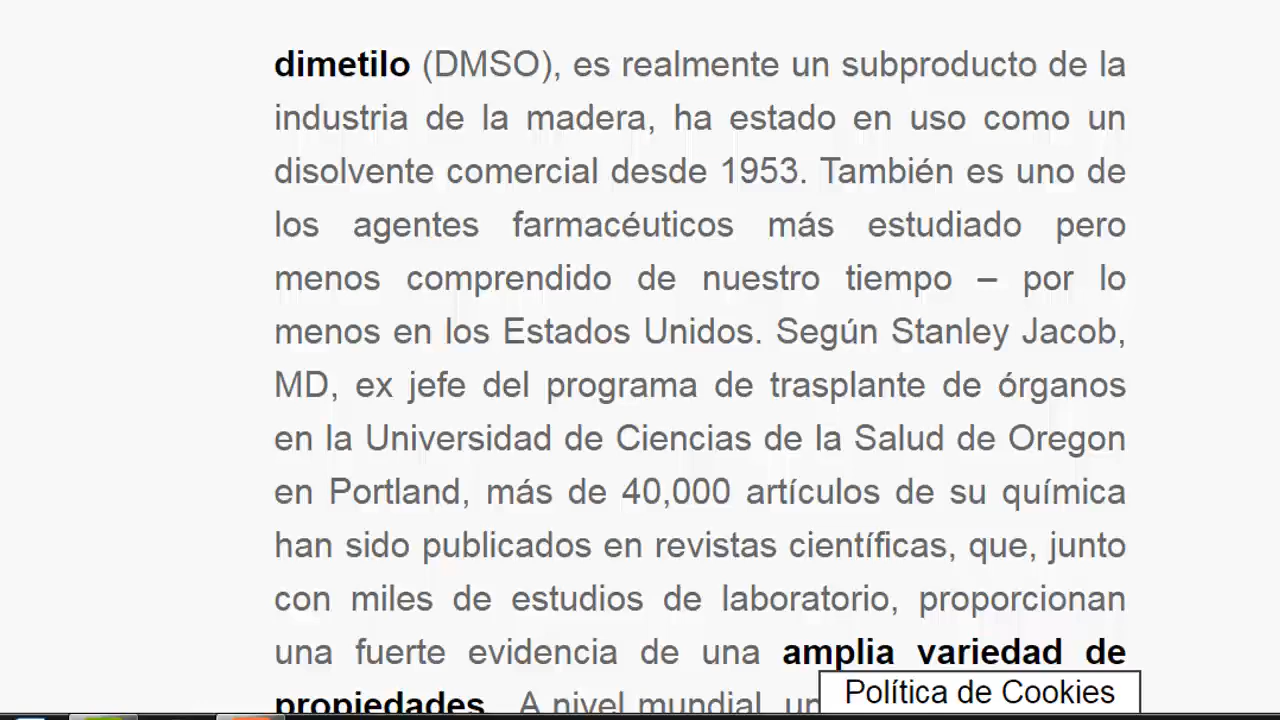 dimetilo (DMSO), es realmente un subproducto de la
industria de la madera, ha estado en uso como un
disolvente comercial desde 1953. También es uno de
los agentes farmacéuticos más estudiado pero
menos comprendido de nuestro tiempo – por lo
menos en los Estados Unidos. Según Stanley Jacob,
MD, ex jefe del programa de trasplante de órganos
en la Universidad de Ciencias de la Salud de Oregon
en Portland, más de 40,000 artículos de su química
han sido publicados en revistas científicas, que, junto
con miles de estudios de laboratorio, proporcionan
una fuerte evidencia de una amplia variedad de
propiedades. A nivel mundial, un
Política de Cookies